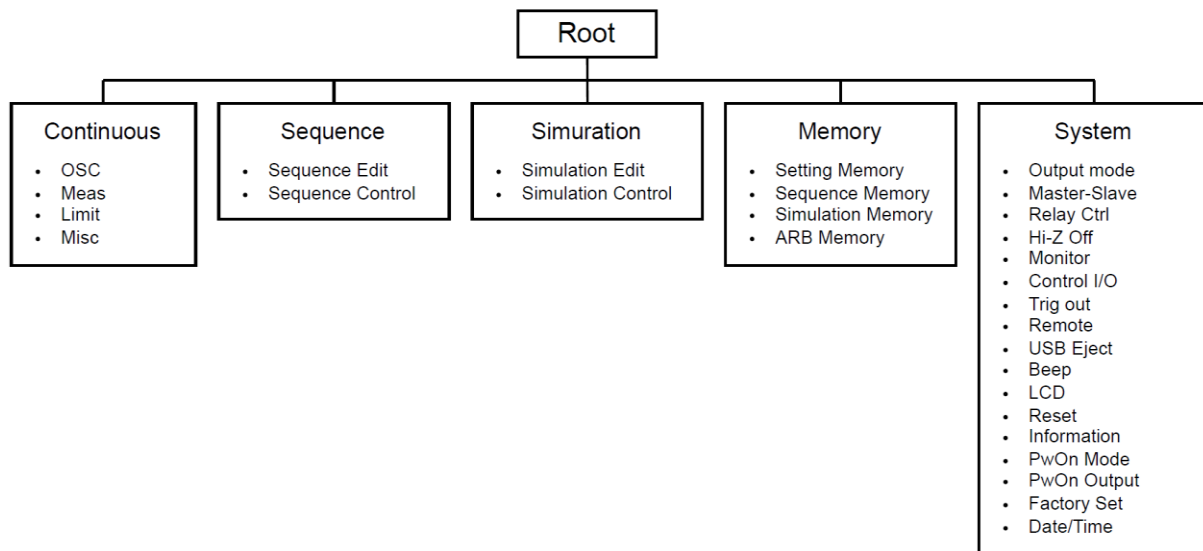 Root
Continuous
• OSC
• Meas
• Limit
• Misc
Sequence
• Sequence Edit
• Sequence Control
Simuration
• Simulation Edit
• Simulation Control
Memory
• Setting Memory
• Sequence Memory
• Simulation Memory
• ARB Memory
System
• Output mode
• Master-Slave
• Relay Ctrl
• Hi-Z Off
• Monitor
• Control I/O
• Trig out
• Remote
• USB Eject
• Beep
• LCD
• Reset
• Information
• PwOn Mode
• PwOn Output
• Factory Set
• Date/Time